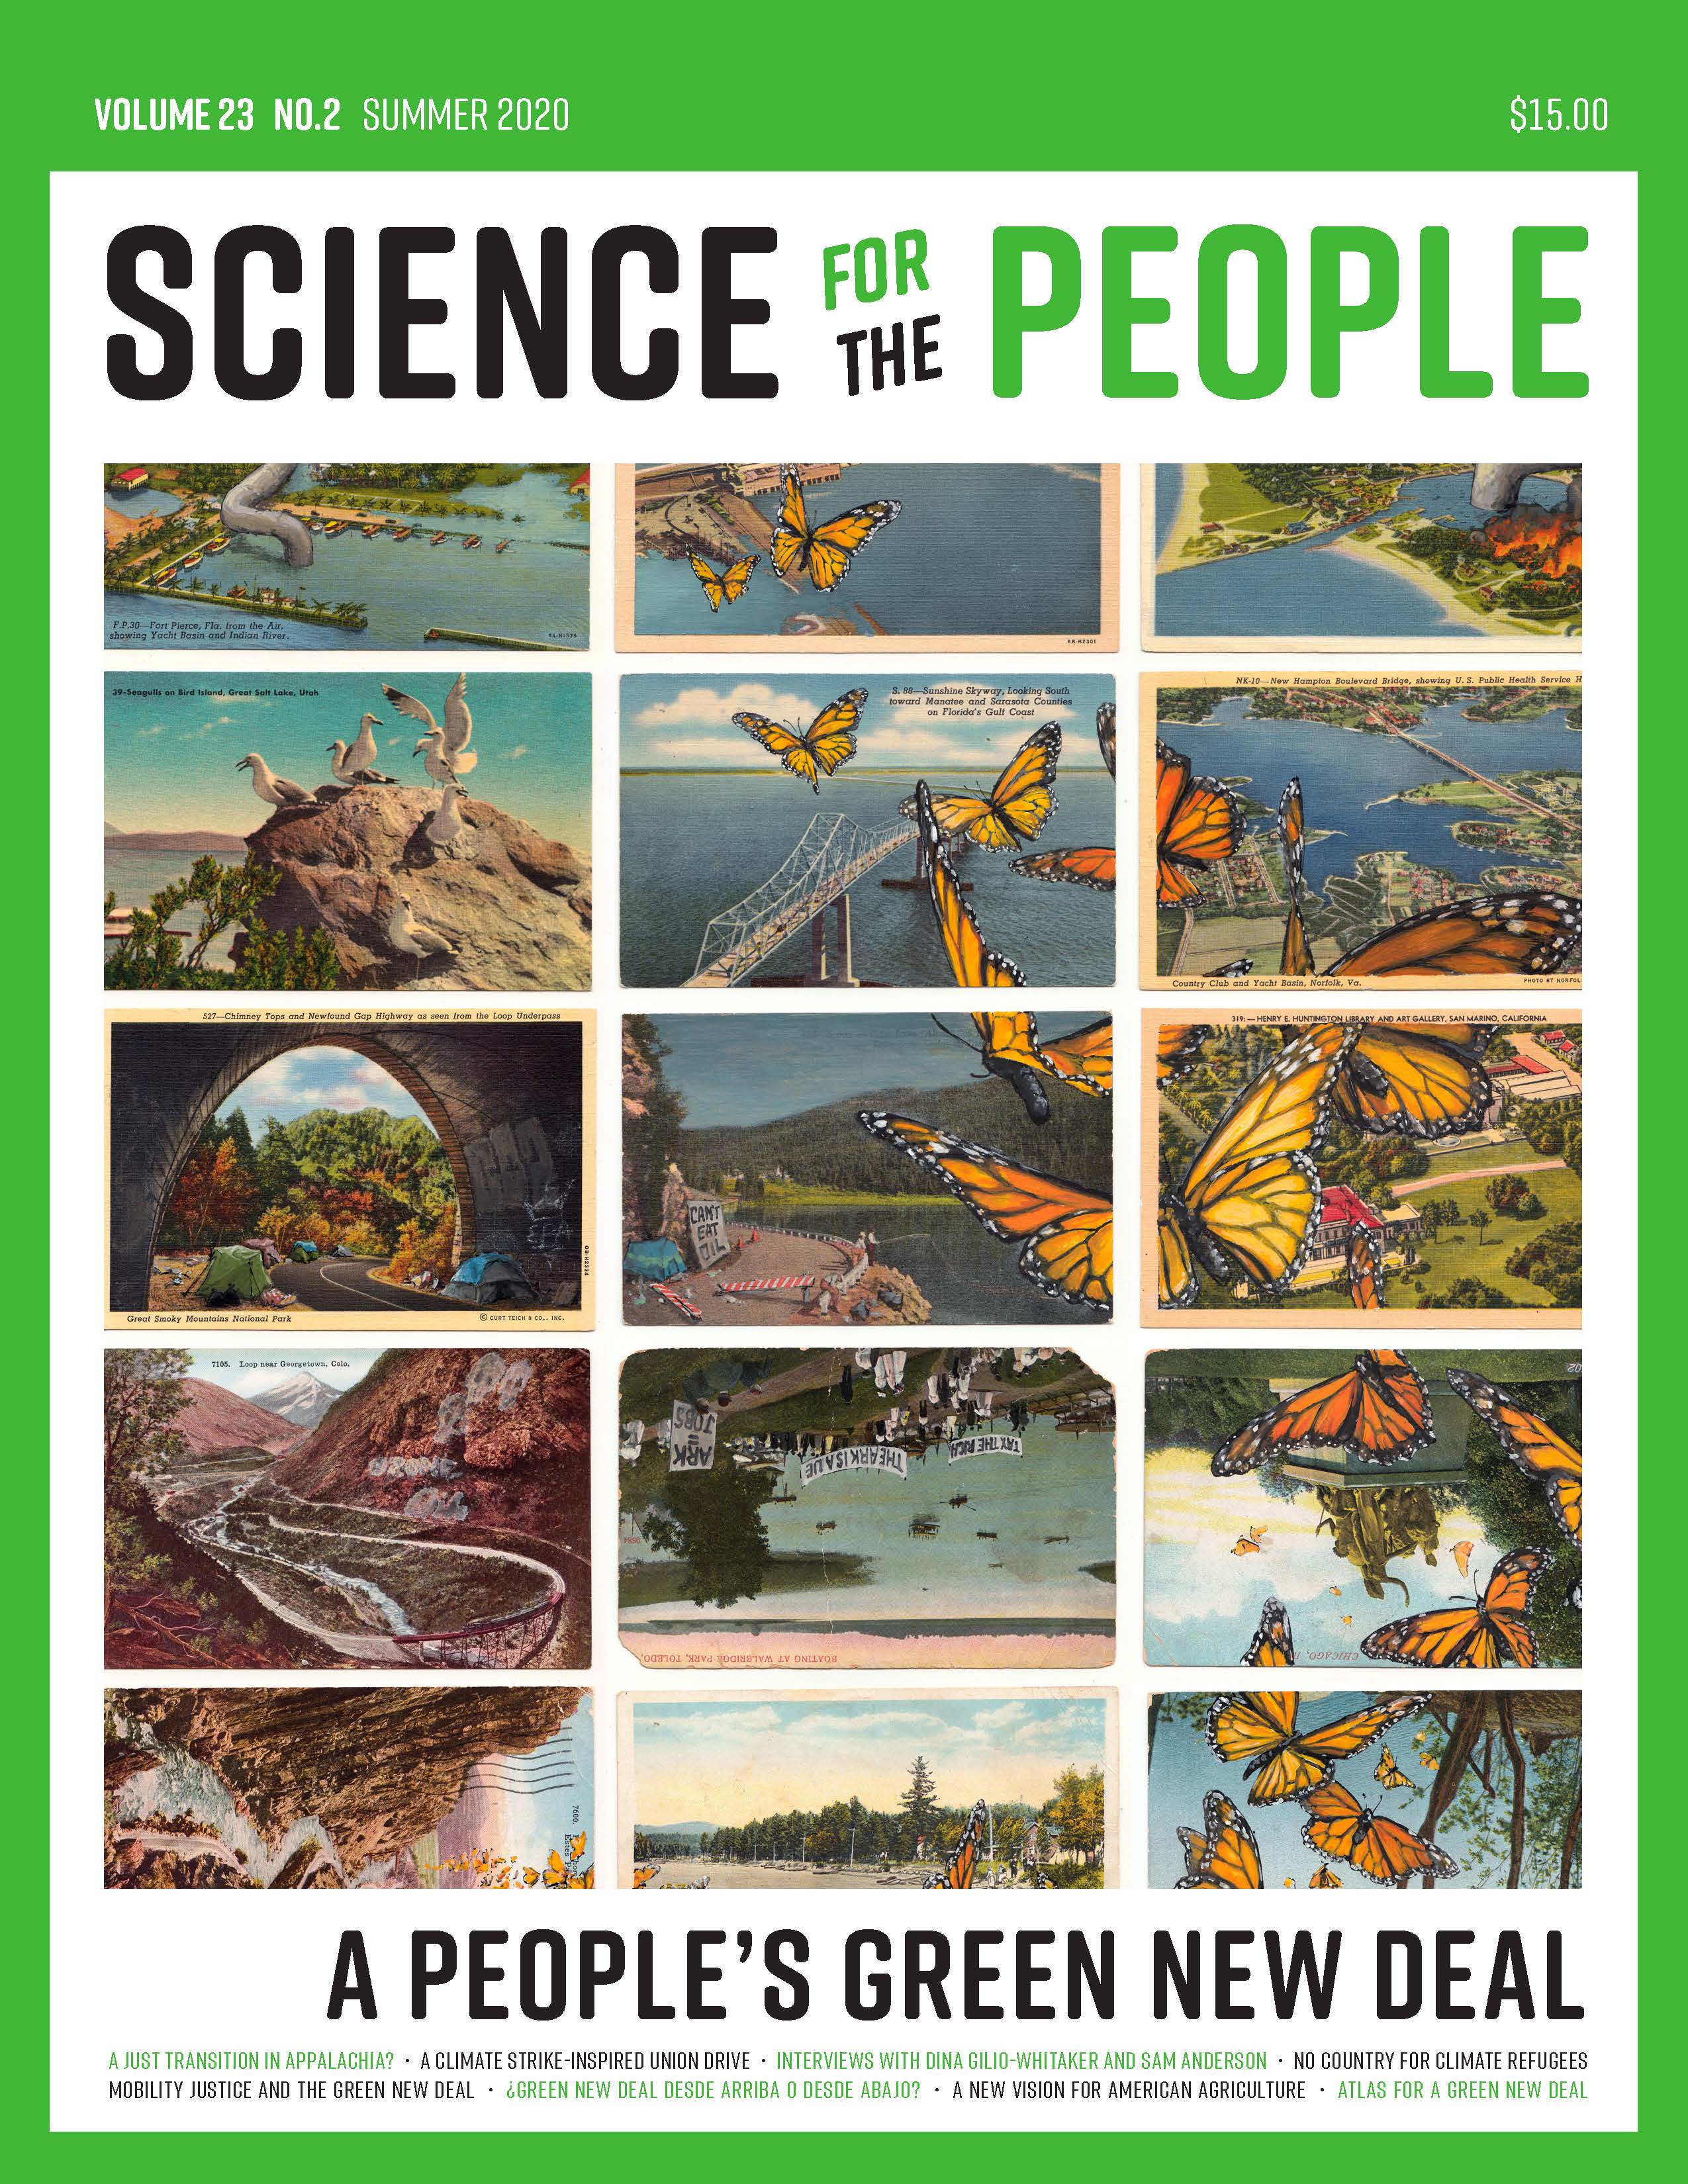 VOLUME 23 NO.2 SUMMER 2020
$15.00
SCIENCE FOR THE PEOPLE
F.P.30—Fort Pierce, Fla. from the Air,
showing Yacht Basin and Indian River.
39-Seagulls on Bird Island, Great Salt Lake, Utah
S. 88—Sunshine Skyway, Looking South
toward Manatee and Sarasota Counties
on Florida's Gulf Coast
NK-10—New Hampton Boulevard Bridge, showing U. S. Public Health Service H
Country Club and Yacht Basin, Norfolk, Va.
PHOTO BY NORFOL
527—Chimney Tops and Newfound Gap Highway as seen from the Loop Underpass
Great Smoky Mountains National Park
© CURT TEICH & CO., INC.
CAN'T
EAT
OIL
319: — HENRY E. HUNTINGTON LIBRARY AND ART GALLERY, SAN MARINO, CALIFORNIA
7105. Loop near Georgetown, Colo.
ARK
=
JOBS
THE ARK IS A LIE
TAX THE RICH
BOATING AT WALBRIDGE PARK, TOLEDO,
CHICAGO,
7600.
A PEOPLE'S GREEN NEW DEAL
A JUST TRANSITION IN APPALACHIA? • A CLIMATE STRIKE-INSPIRED UNION DRIVE • INTERVIEWS WITH DINA GILIO-WHITAKER AND SAM ANDERSON • NO COUNTRY FOR CLIMATE REFUGEES
MOBILITY JUSTICE AND THE GREEN NEW DEAL • ¿GREEN NEW DEAL DESDE ARRIBA O DESDE ABAJO? • A NEW VISION FOR AMERICAN AGRICULTURE • ATLAS FOR A GREEN NEW DEAL